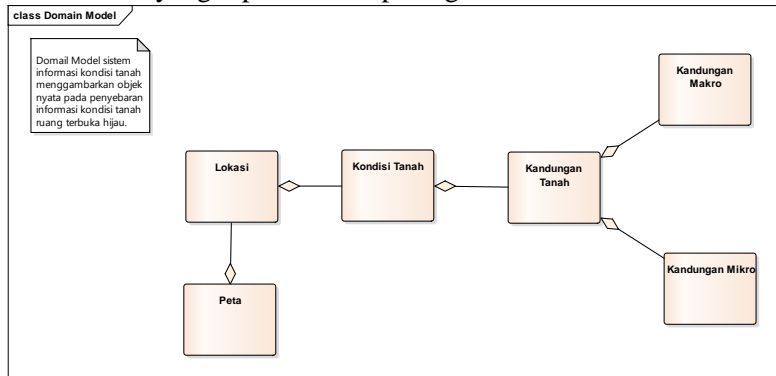 class Domain Model
Domail Model sistem
informasi kondisi tanah
menggambarkan objek
nyata pada penyebaran
informasi kondisi tanah
ruang terbuka hijau.
Kandungan
Makro
Lokasi
Kondisi Tanah
Kandungan
Tanah
Peta
Kandungan Mikro